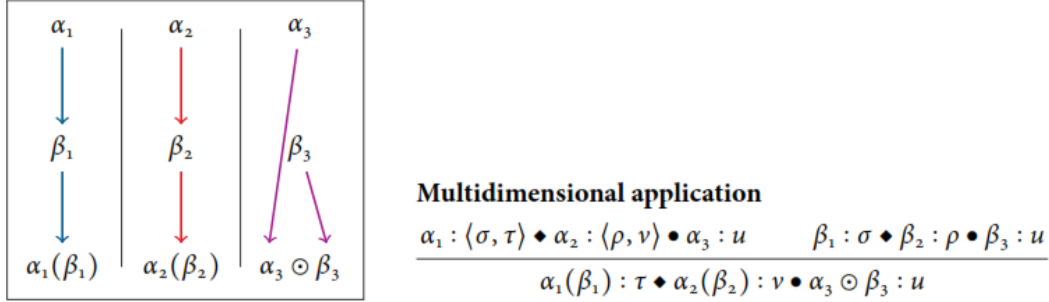 α₁ α₂ α₃
β₁ β₂ β₃
α₁(β₁) α₂(β₂) α₃ ⊙ β₃
Multidimensional application
α₁ : ⟨σ, τ⟩ ⬥ α₂ : ⟨ρ, ν⟩ • α₃ : u β₁ : σ ⬥ β₂ : ρ • β₃ : u
α₁(β₁) : τ ⬥ α₂(β₂) : ν • α₃ ⊙ β₃ : u